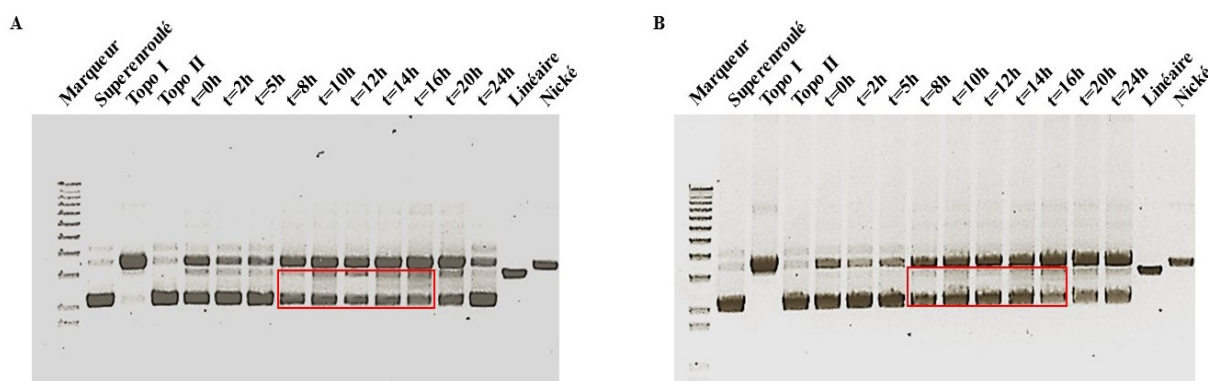 A
Marqueur
Superenroulé
Topo I
Topo II
t=0h
t=2h
t=5h
t=8h
t=10h
t=12h
t=14h
t=16h
t=20h
t=24h
Linéaire
Nické
B
Marqueur
Superenroulé
Topo I
Topo II
t=0h
t=2h
t=5h
t=8h
t=10h
t=12h
t=14h
t=16h
t=20h
t=24h
Linéaire
Nické